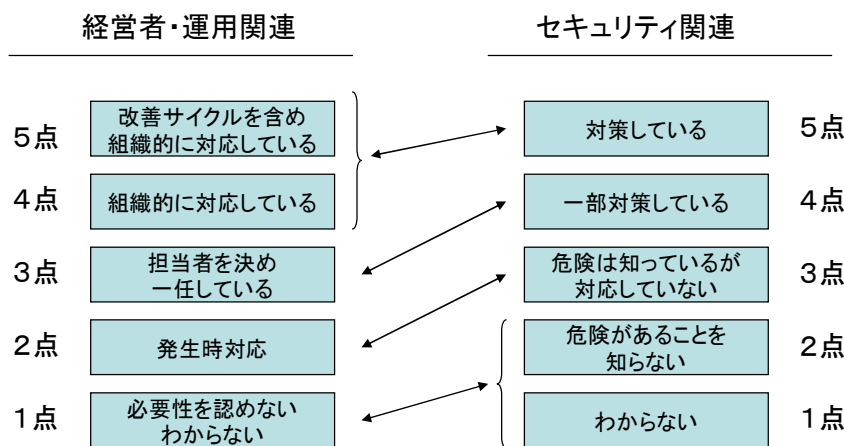 経営者・運用関連
セキュリティ関連
5点
改善サイクルを含め
組織的に対応している
対策している
5点
4点
組織的に対応している
一部対策している
4点
3点
担当者を決め
一任している
危険は知っているが
対応していない
3点
2点
発生時対応
危険があることを
知らない
2点
1点
必要性を認めない
わからない
わからない
1点